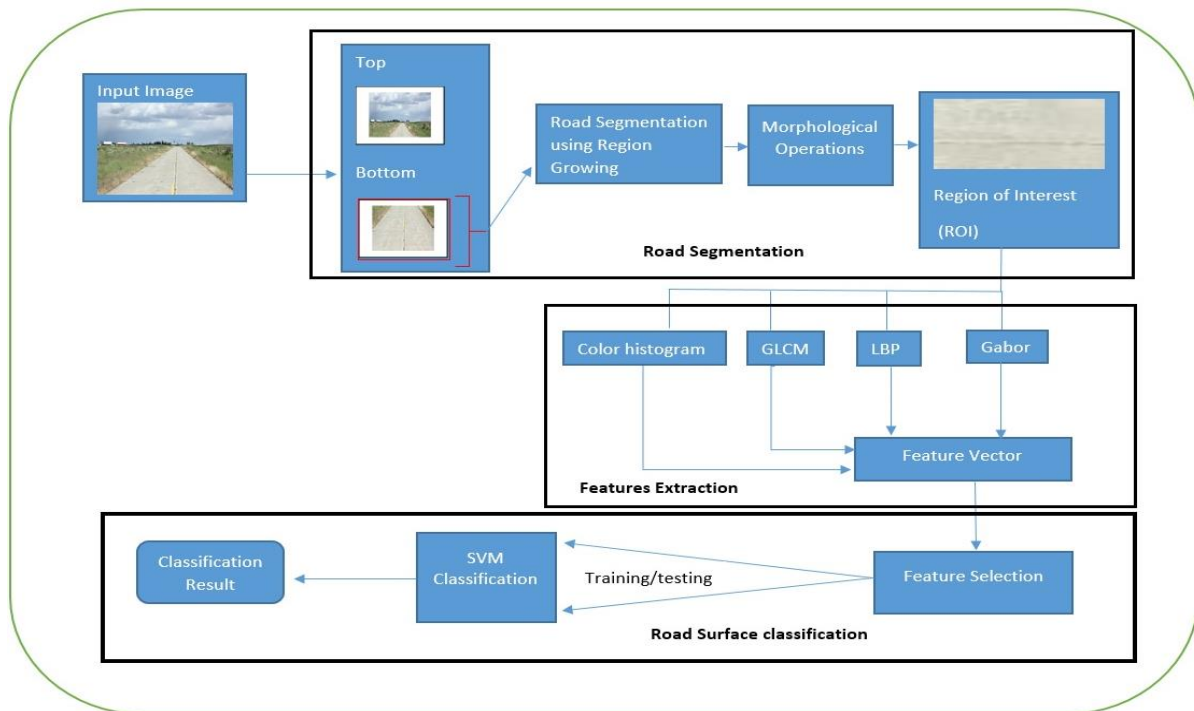 Input Image
Top
Bottom
Road Segmentation
using Region
Growing
Morphological
Operations
Region of Interest
(ROI)
Road Segmentation
Color histogram
GLCM
LBP
Gabor
Feature Vector
Features Extraction
Classification
Result
SVM
Classification
Training/testing
Feature Selection
Road Surface classification